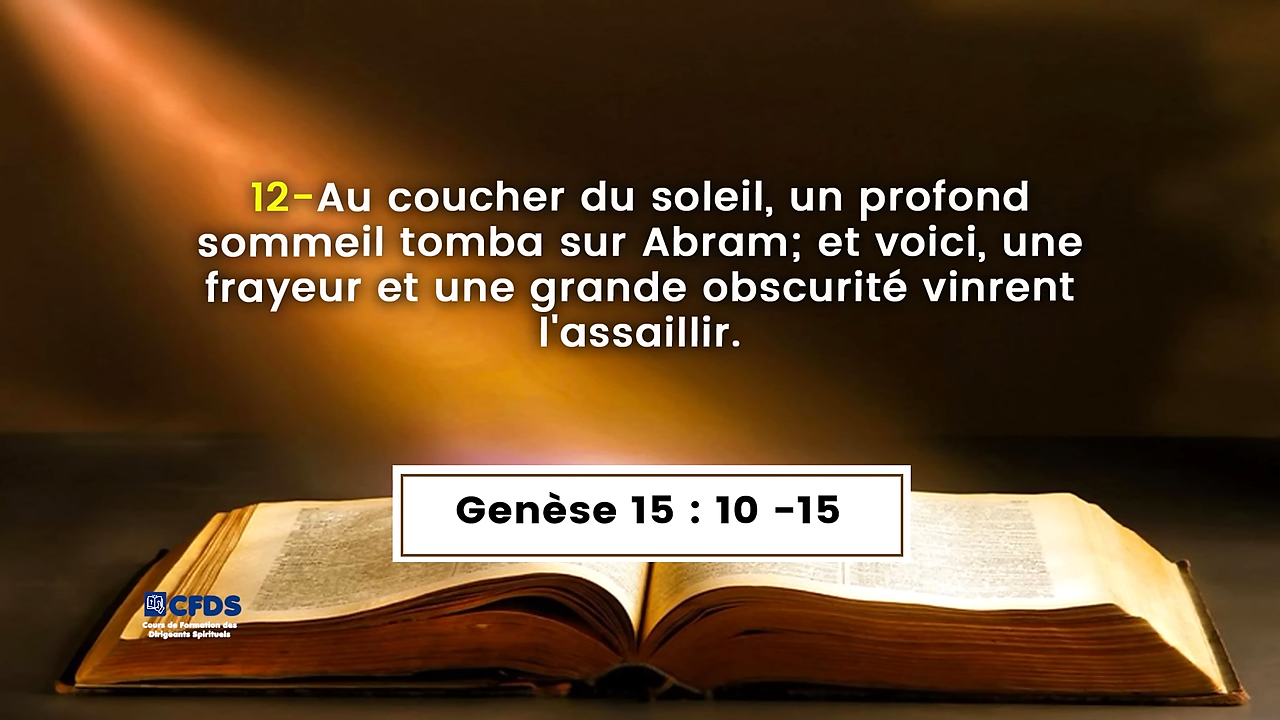 12-Au coucher du soleil, un profond
sommeil tomba sur Abram; et voici, une
frayeur et une grande obscurité vinrent
l'assaillir.
Genèse 15 : 10 -15
CFDS
Cours de Formation des
Dirigeants Spirituels